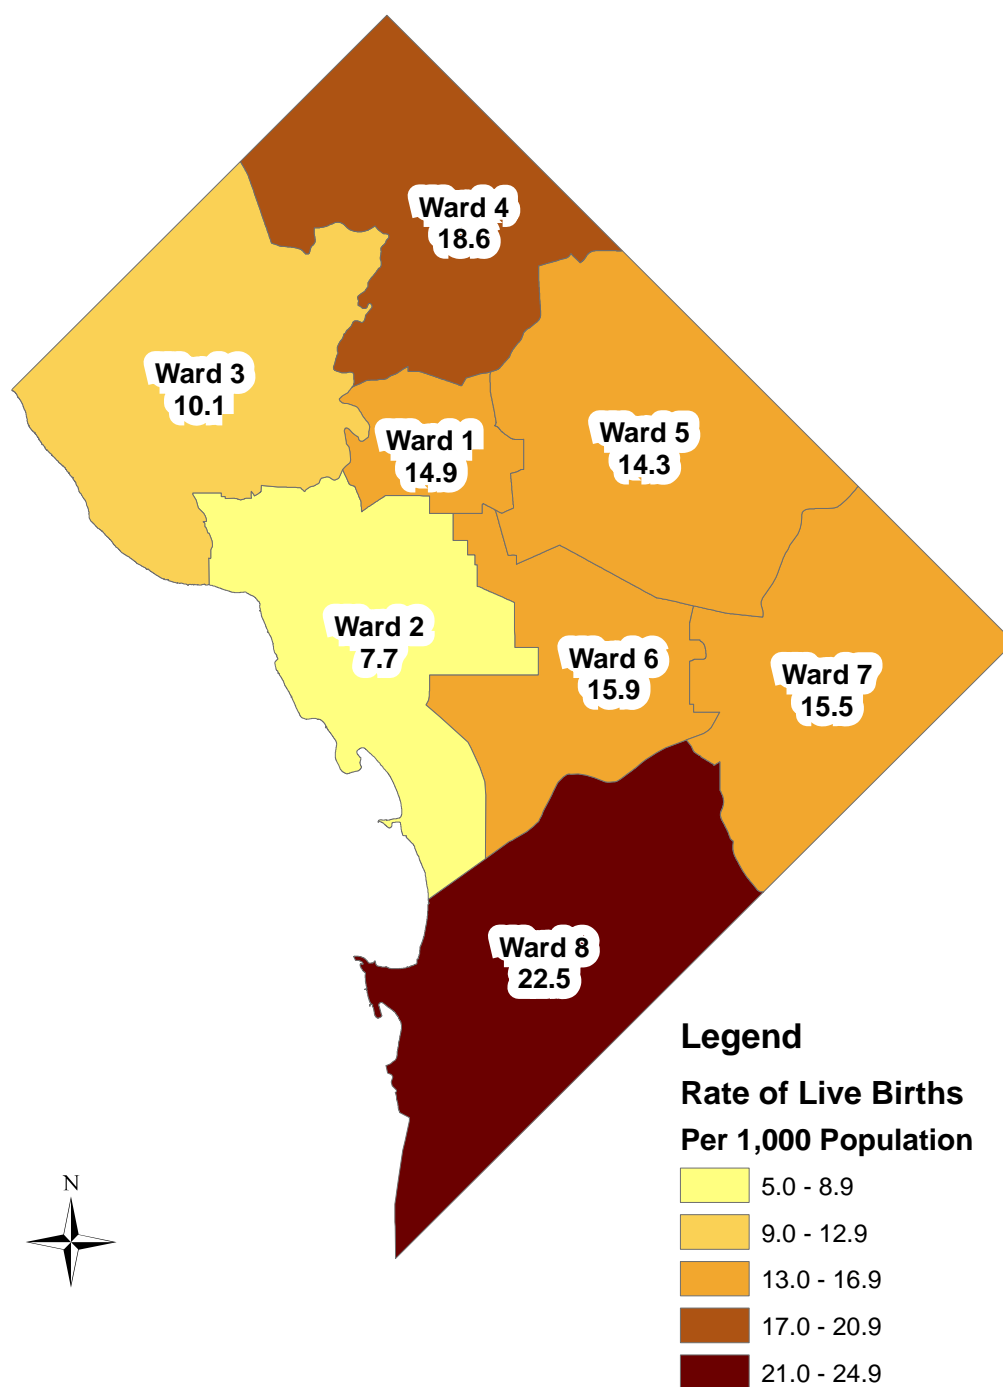 Ward 4
18.6
Ward 3
10.1
Ward 1
14.9
Ward 5
14.3
Ward 2
7.7
Ward 6
15.9
Ward 7
15.5
Ward 8
22.5
Legend
Rate of Live Births
Per 1,000 Population
5.0 - 8.9
9.0 - 12.9
13.0 - 16.9
17.0 - 20.9
21.0 - 24.9
N